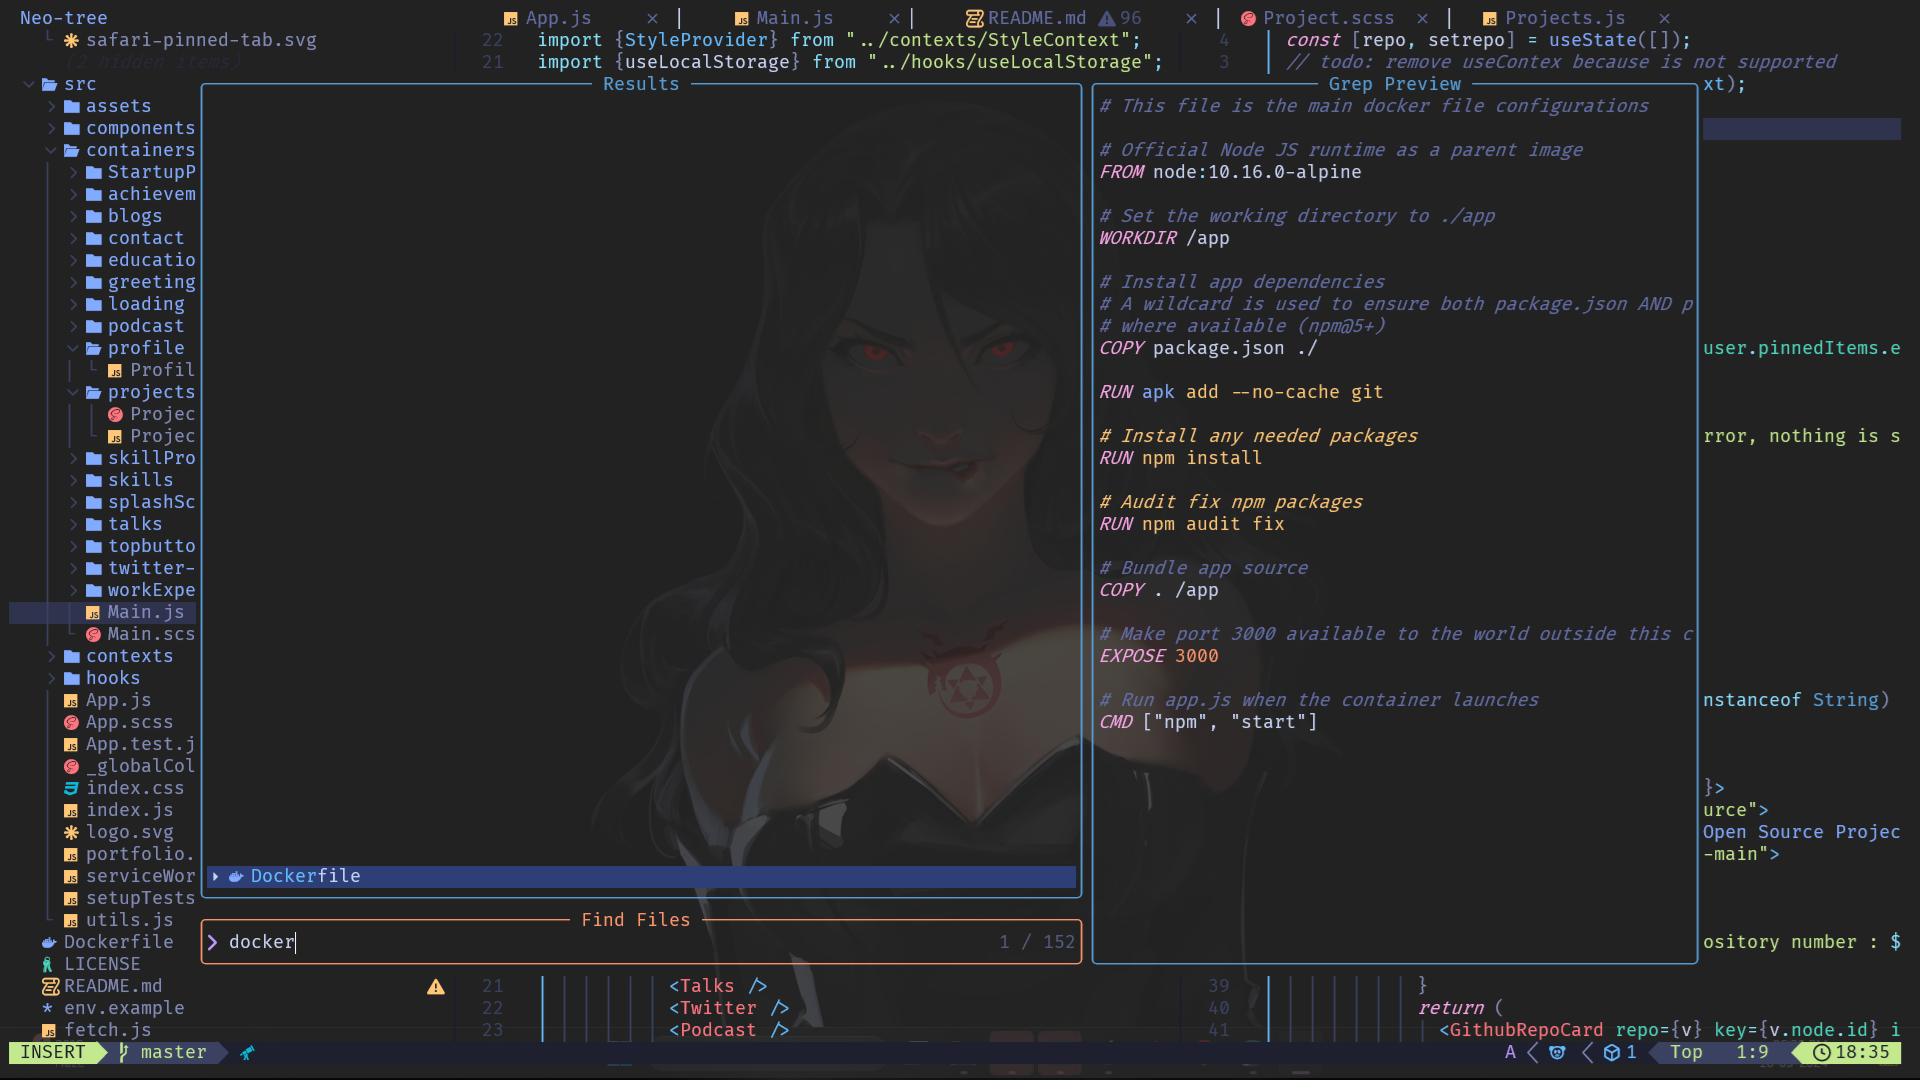 Neo-tree
App.js × | Main.js × | README.md 96 × | Project.scss × | Projects.js ×
safari-pinned-tab.svg
(2 hidden items)
src
assets
components
containers
StartupP
achievem
blogs
contact
educatio
greeting
loading
podcast
profile
Profil
projects
Projec
Projec
skillPro
skills
splashSc
talks
topbutto
twitter-
workExpe
Main.js
Main.scs
contexts
hooks
App.js
App.scss
App.test.j
_globalCol
index.css
index.js
logo.svg
portfolio.
serviceWor
setupTests
utils.js
Dockerfile
LICENSE
README.md
env.example
fetch.js
22 import {StyleProvider} from "../contexts/StyleContext";
21 import {useLocalStorage} from "../hooks/useLocalStorage";
4 const [repo, setrepo] = useState([]);
3 // todo: remove useContex because is not supported
xt);
Results
Dockerfile
Find Files
docker 1 / 152
Grep Preview
# This file is the main docker file configurations
# Official Node JS runtime as a parent image
FROM node:10.16.0-alpine
# Set the working directory to ./app
WORKDIR /app
# Install app dependencies
# A wildcard is used to ensure both package.json AND p
# where available (npm@5+)
COPY package.json ./
RUN apk add --no-cache git
# Install any needed packages
RUN npm install
# Audit fix npm packages
RUN npm audit fix
# Bundle app source
COPY . /app
# Make port 3000 available to the world outside this c
EXPOSE 3000
# Run app.js when the container launches
CMD ["npm", "start"]
user.pinnedItems.e
rror, nothing is s
nstanceof String)
}>
urce">
Open Source Projec
-main">
ository number : $
21 <Talks />
22 <Twitter />
23 <Podcast />
39 }
40 return (
41 <GithubRepoCard repo={v} key={v.node.id} i
INSERT master A 1 Top 1:9 18:35